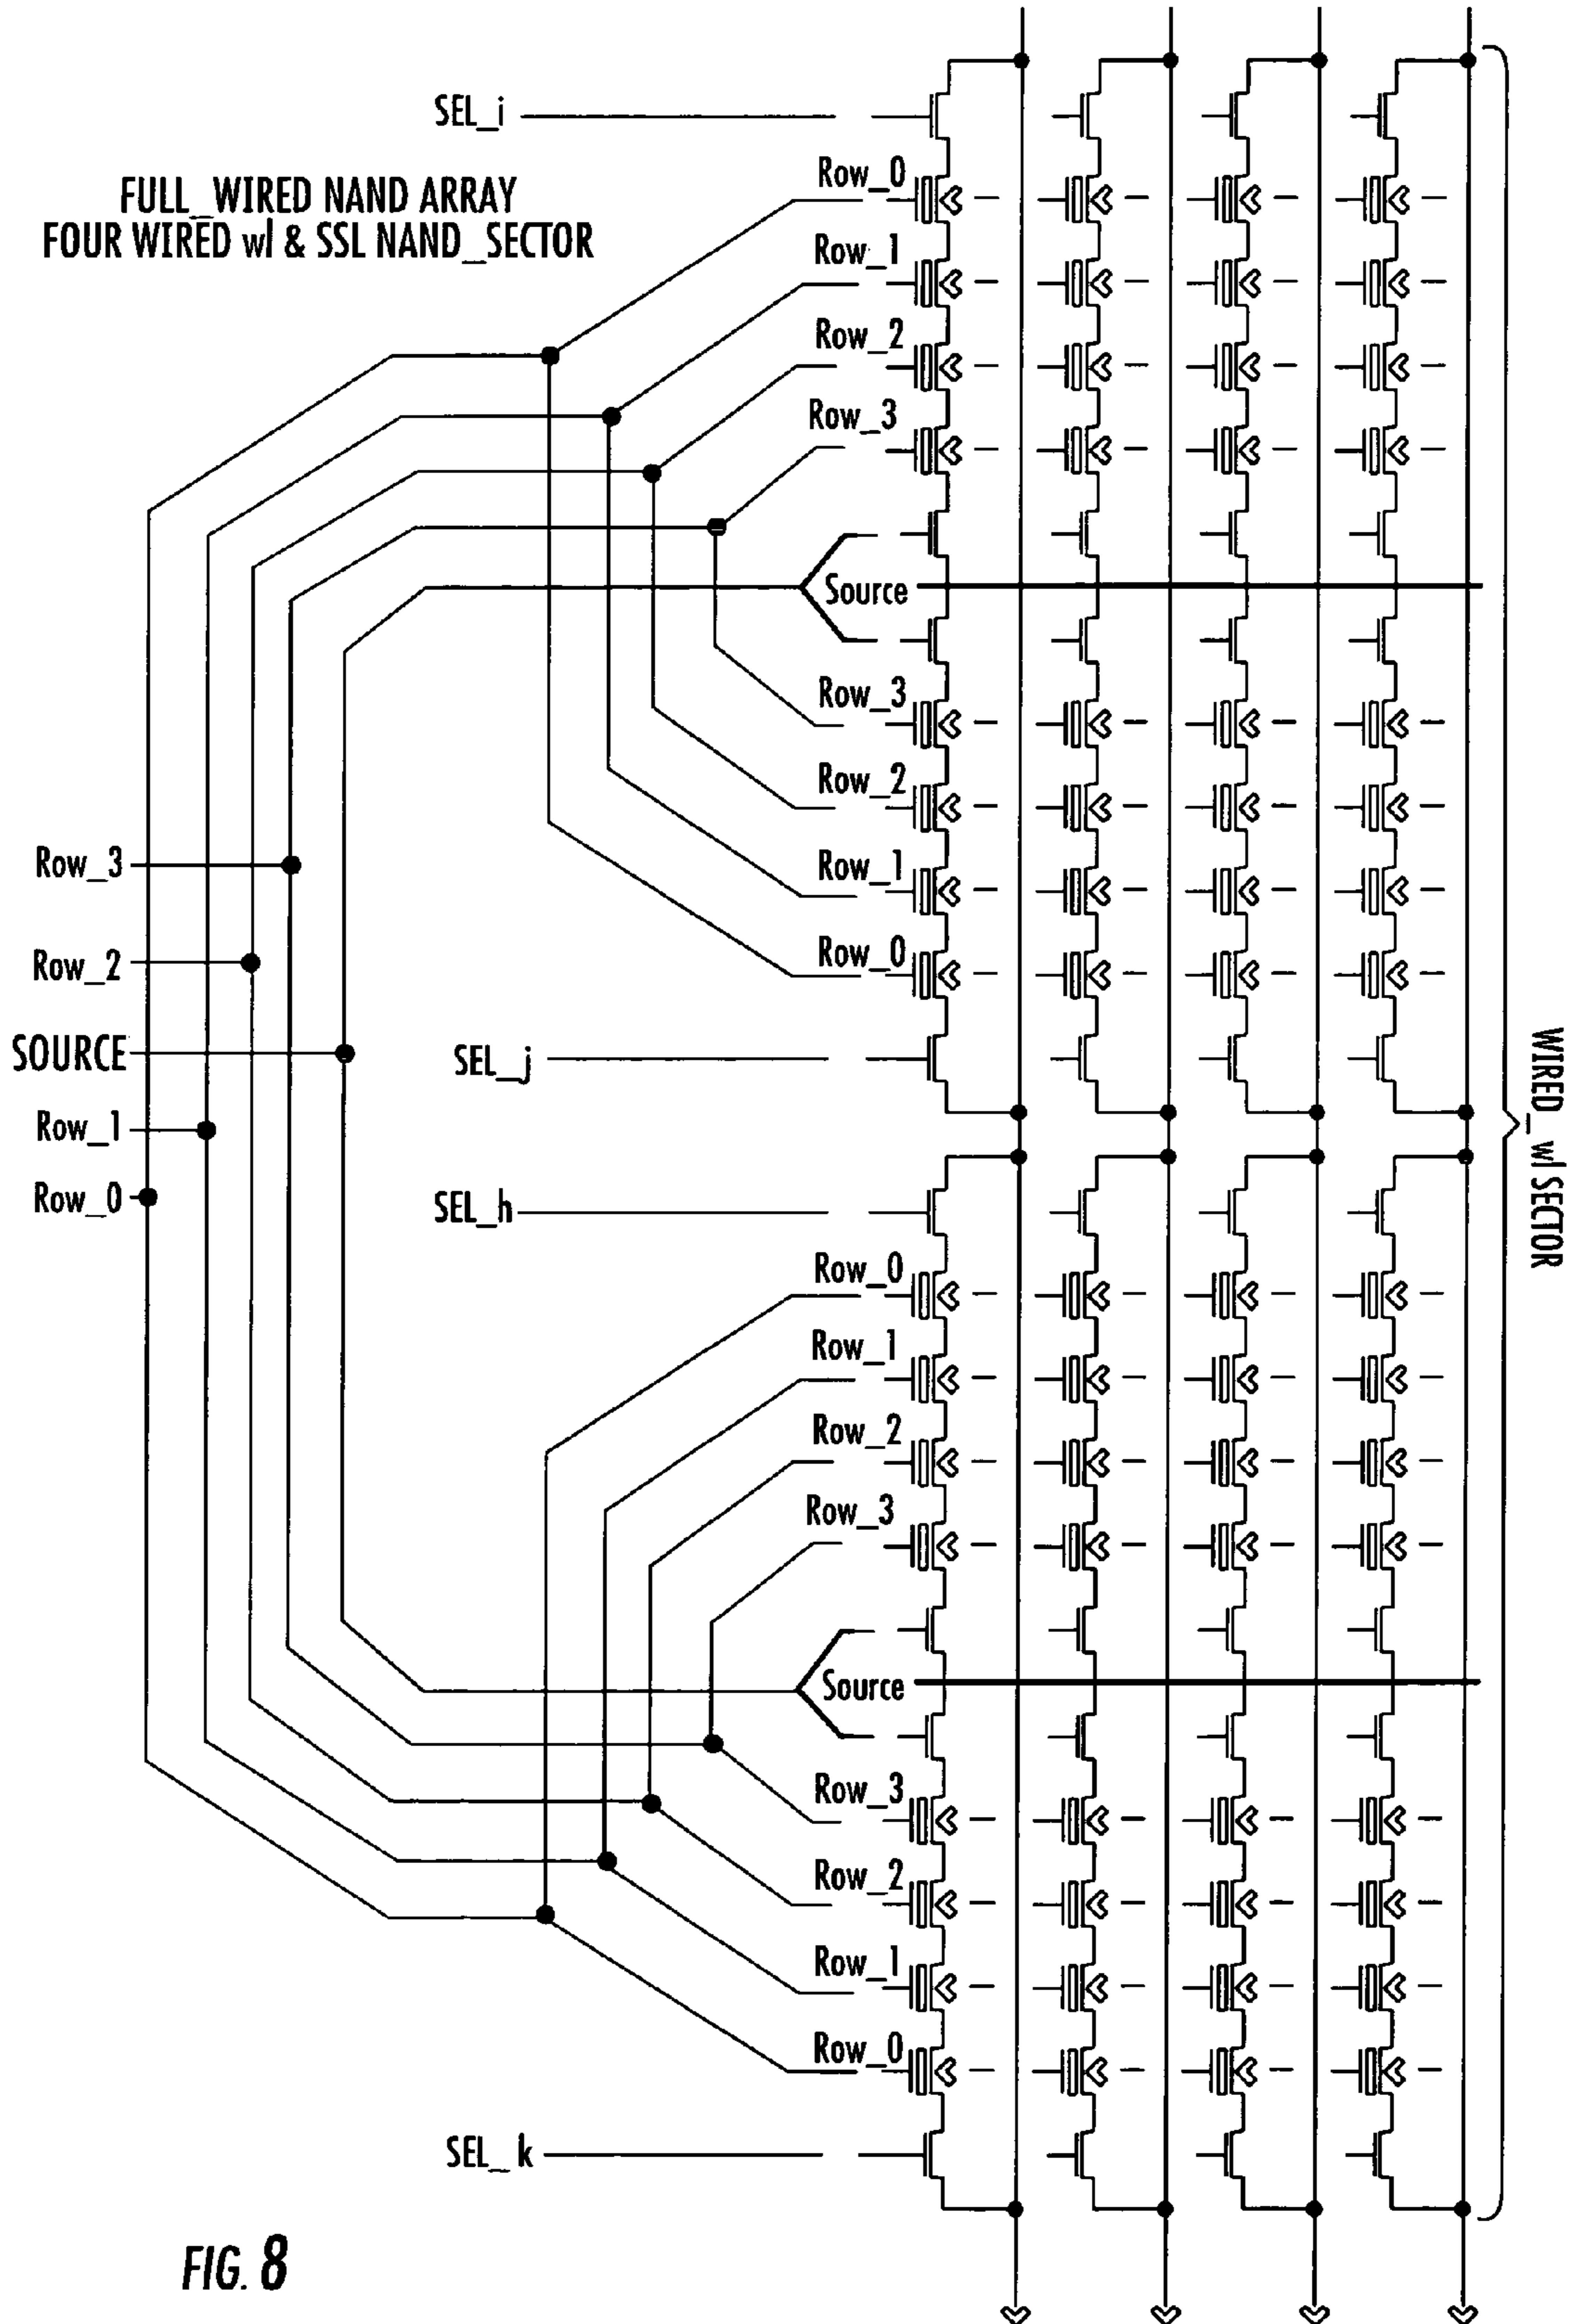 SEL_i
FULL_WIRED NAND ARRAY
FOUR WIRED wl & SSL NAND_SECTOR
Row_0
Row_1
Row_2
Row_3
Source
Row_3
Row_2
Row_1
Row_0
SEL_j
Row_3
Row_2
SOURCE
Row_1
Row_0
WIRED_wl SECTOR
SEL_h
Row_0
Row_1
Row_2
Row_3
Source
Row_3
Row_2
Row_1
Row_0
SEL_k
FIG. 8